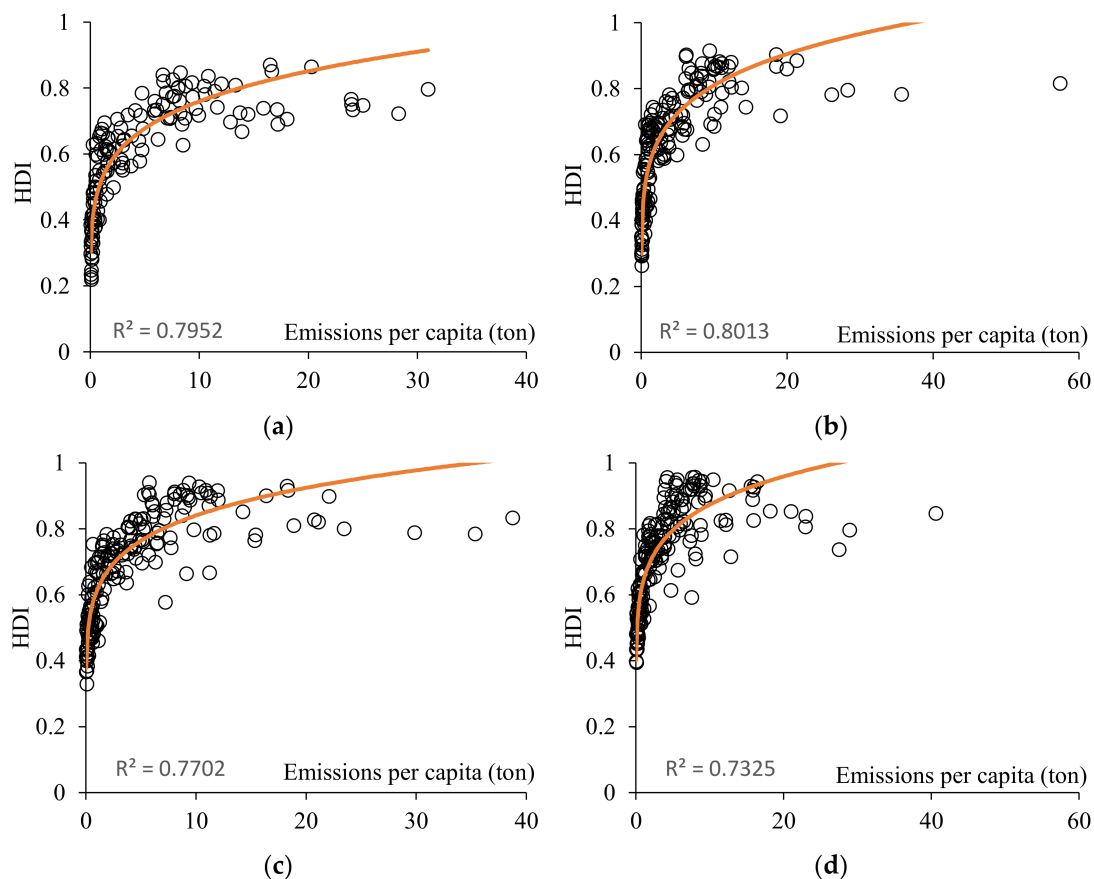 1
0.8
0.6
0.4
0.2
0
HDI
R² = 0.7952
Emissions per capita (ton)
0 10 20 30 40
(a)
1
0.8
0.6
0.4
0.2
0
HDI
R² = 0.8013
Emissions per capita (ton)
0 20 40 60
(b)
1
0.8
0.6
0.4
0.2
0
HDI
R² = 0.7702
Emissions per capita (ton)
0 10 20 30 40
(c)
1
0.8
0.6
0.4
0.2
0
HDI
R² = 0.7325
Emissions per capita (ton)
0 20 40 60
(d)